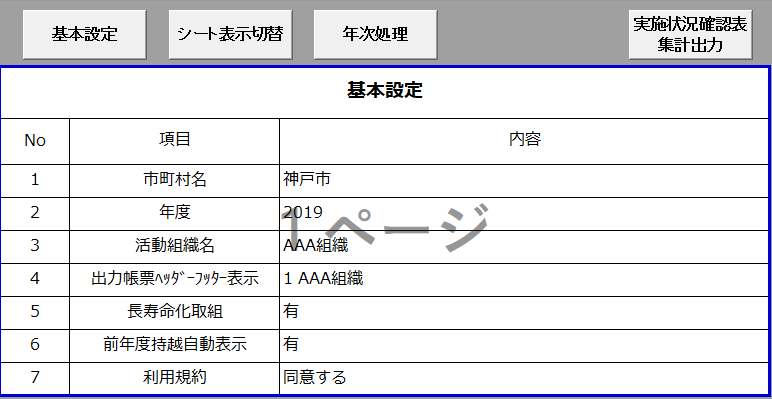 基本設定 シート表示切替 年次処理 実施状況確認表
集計出力
基本設定
No 項目 内容
1 市町村名 神戸市
2 年度 2019
3 活動組織名 AAA組織
4 出力帳票ﾍｯﾀﾞｰﾌｯﾀｰ表示 1 AAA組織
5 長寿命化取組 有
6 前年度持越自動表示 有
7 利用規約 同意する
1 ページ